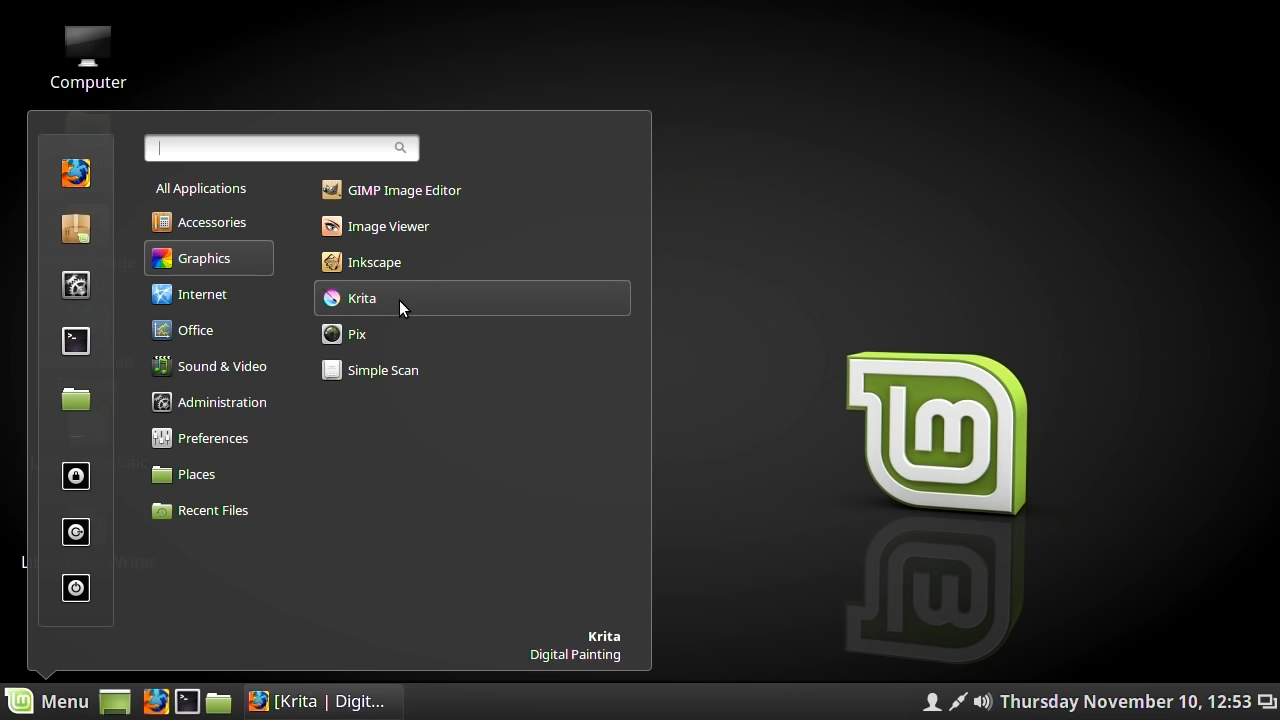 Computer
All Applications
Accessories
Graphics
Internet
Office
Sound & Video
Administration
Preferences
Places
Recent Files
GIMP Image Editor
Image Viewer
Inkscape
Krita
Pix
Simple Scan
Krita
Digital Painting
Menu
[Krita | Digit...
Thursday November 10, 12:53